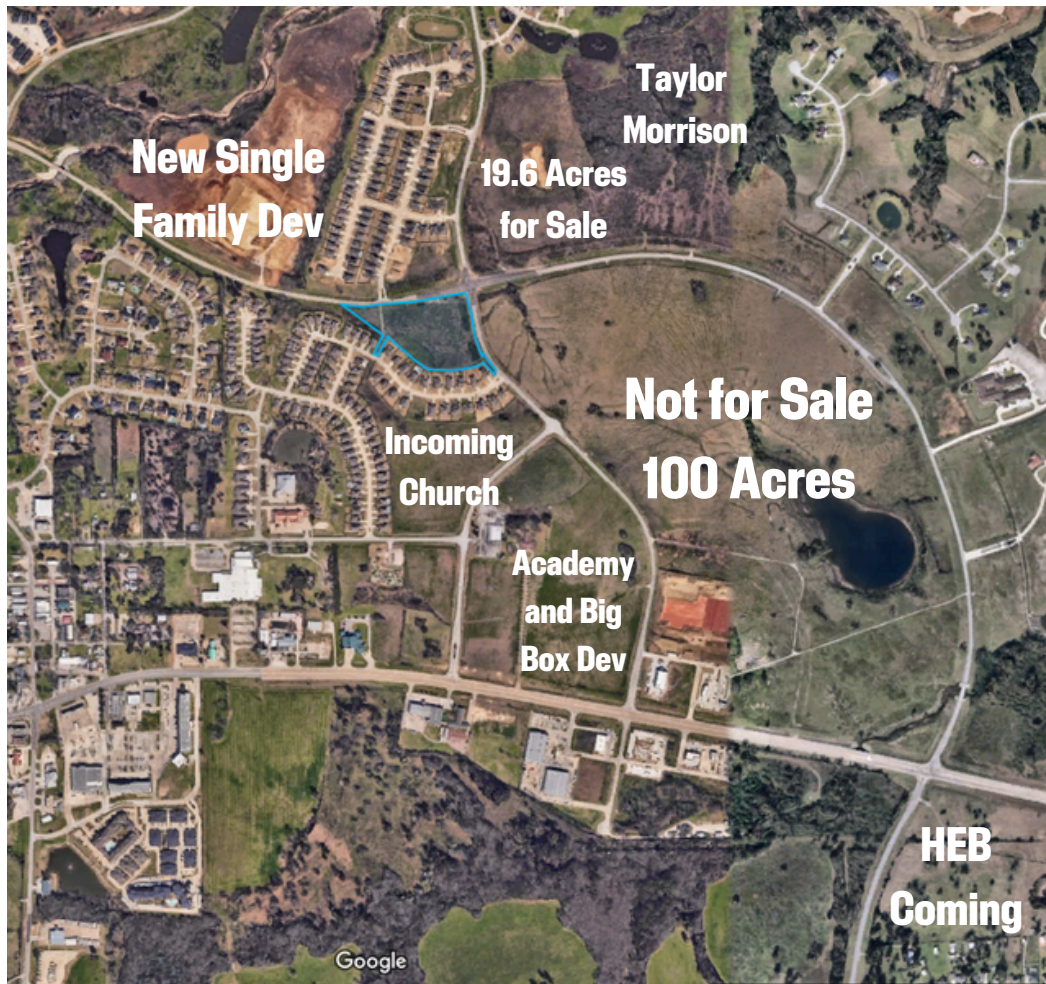 Taylor
Morrison
New Single
Family Dev
19.6 Acres
for Sale
Not for Sale
100 Acres
Incoming
Church
Academy
and Big
Box Dev
HEB
Coming
Google